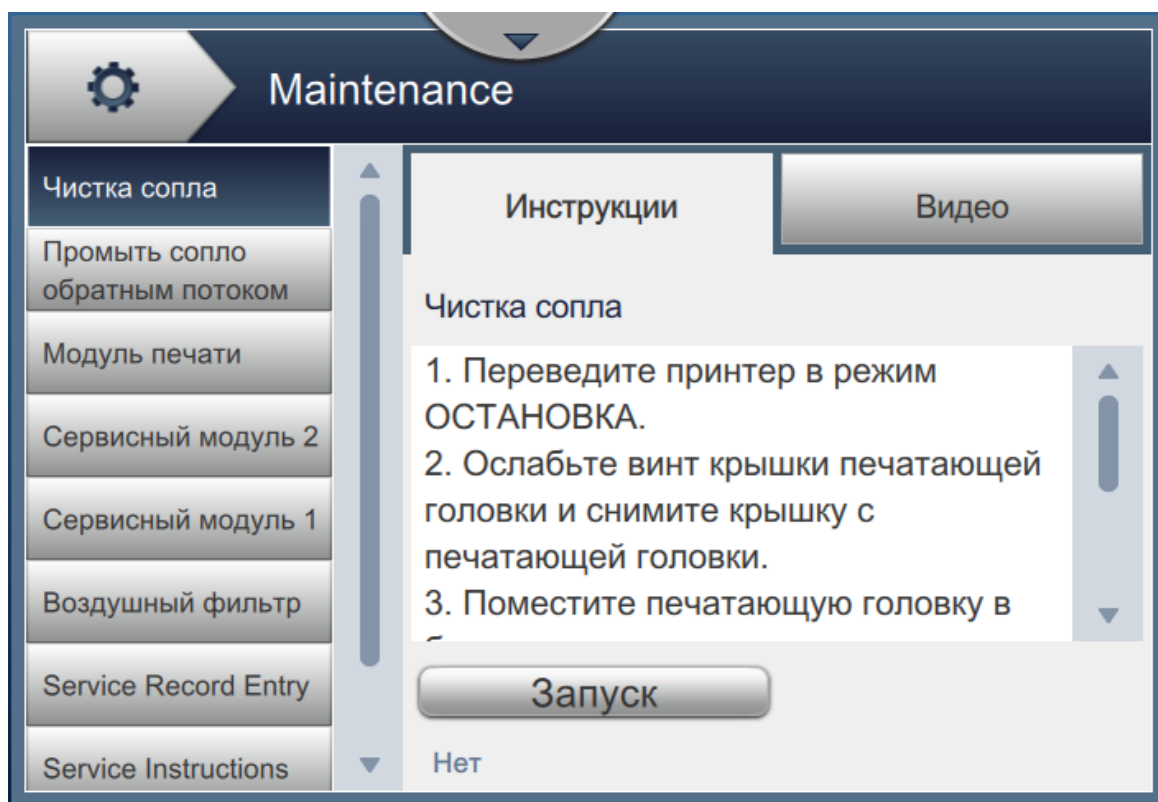 Maintenance
Чистка сопла
Промыть сопло
обратным потоком
Модуль печати
Сервисный модуль 2
Сервисный модуль 1
Воздушный фильтр
Service Record Entry
Service Instructions
Инструкции
Видео
Чистка сопла
1. Переведите принтер в режим
ОСТАНОВКА.
2. Ослабьте винт крышки печатающей
головки и снимите крышку с
печатающей головки.
3. Поместите печатающую головку в
Запуск
Нет